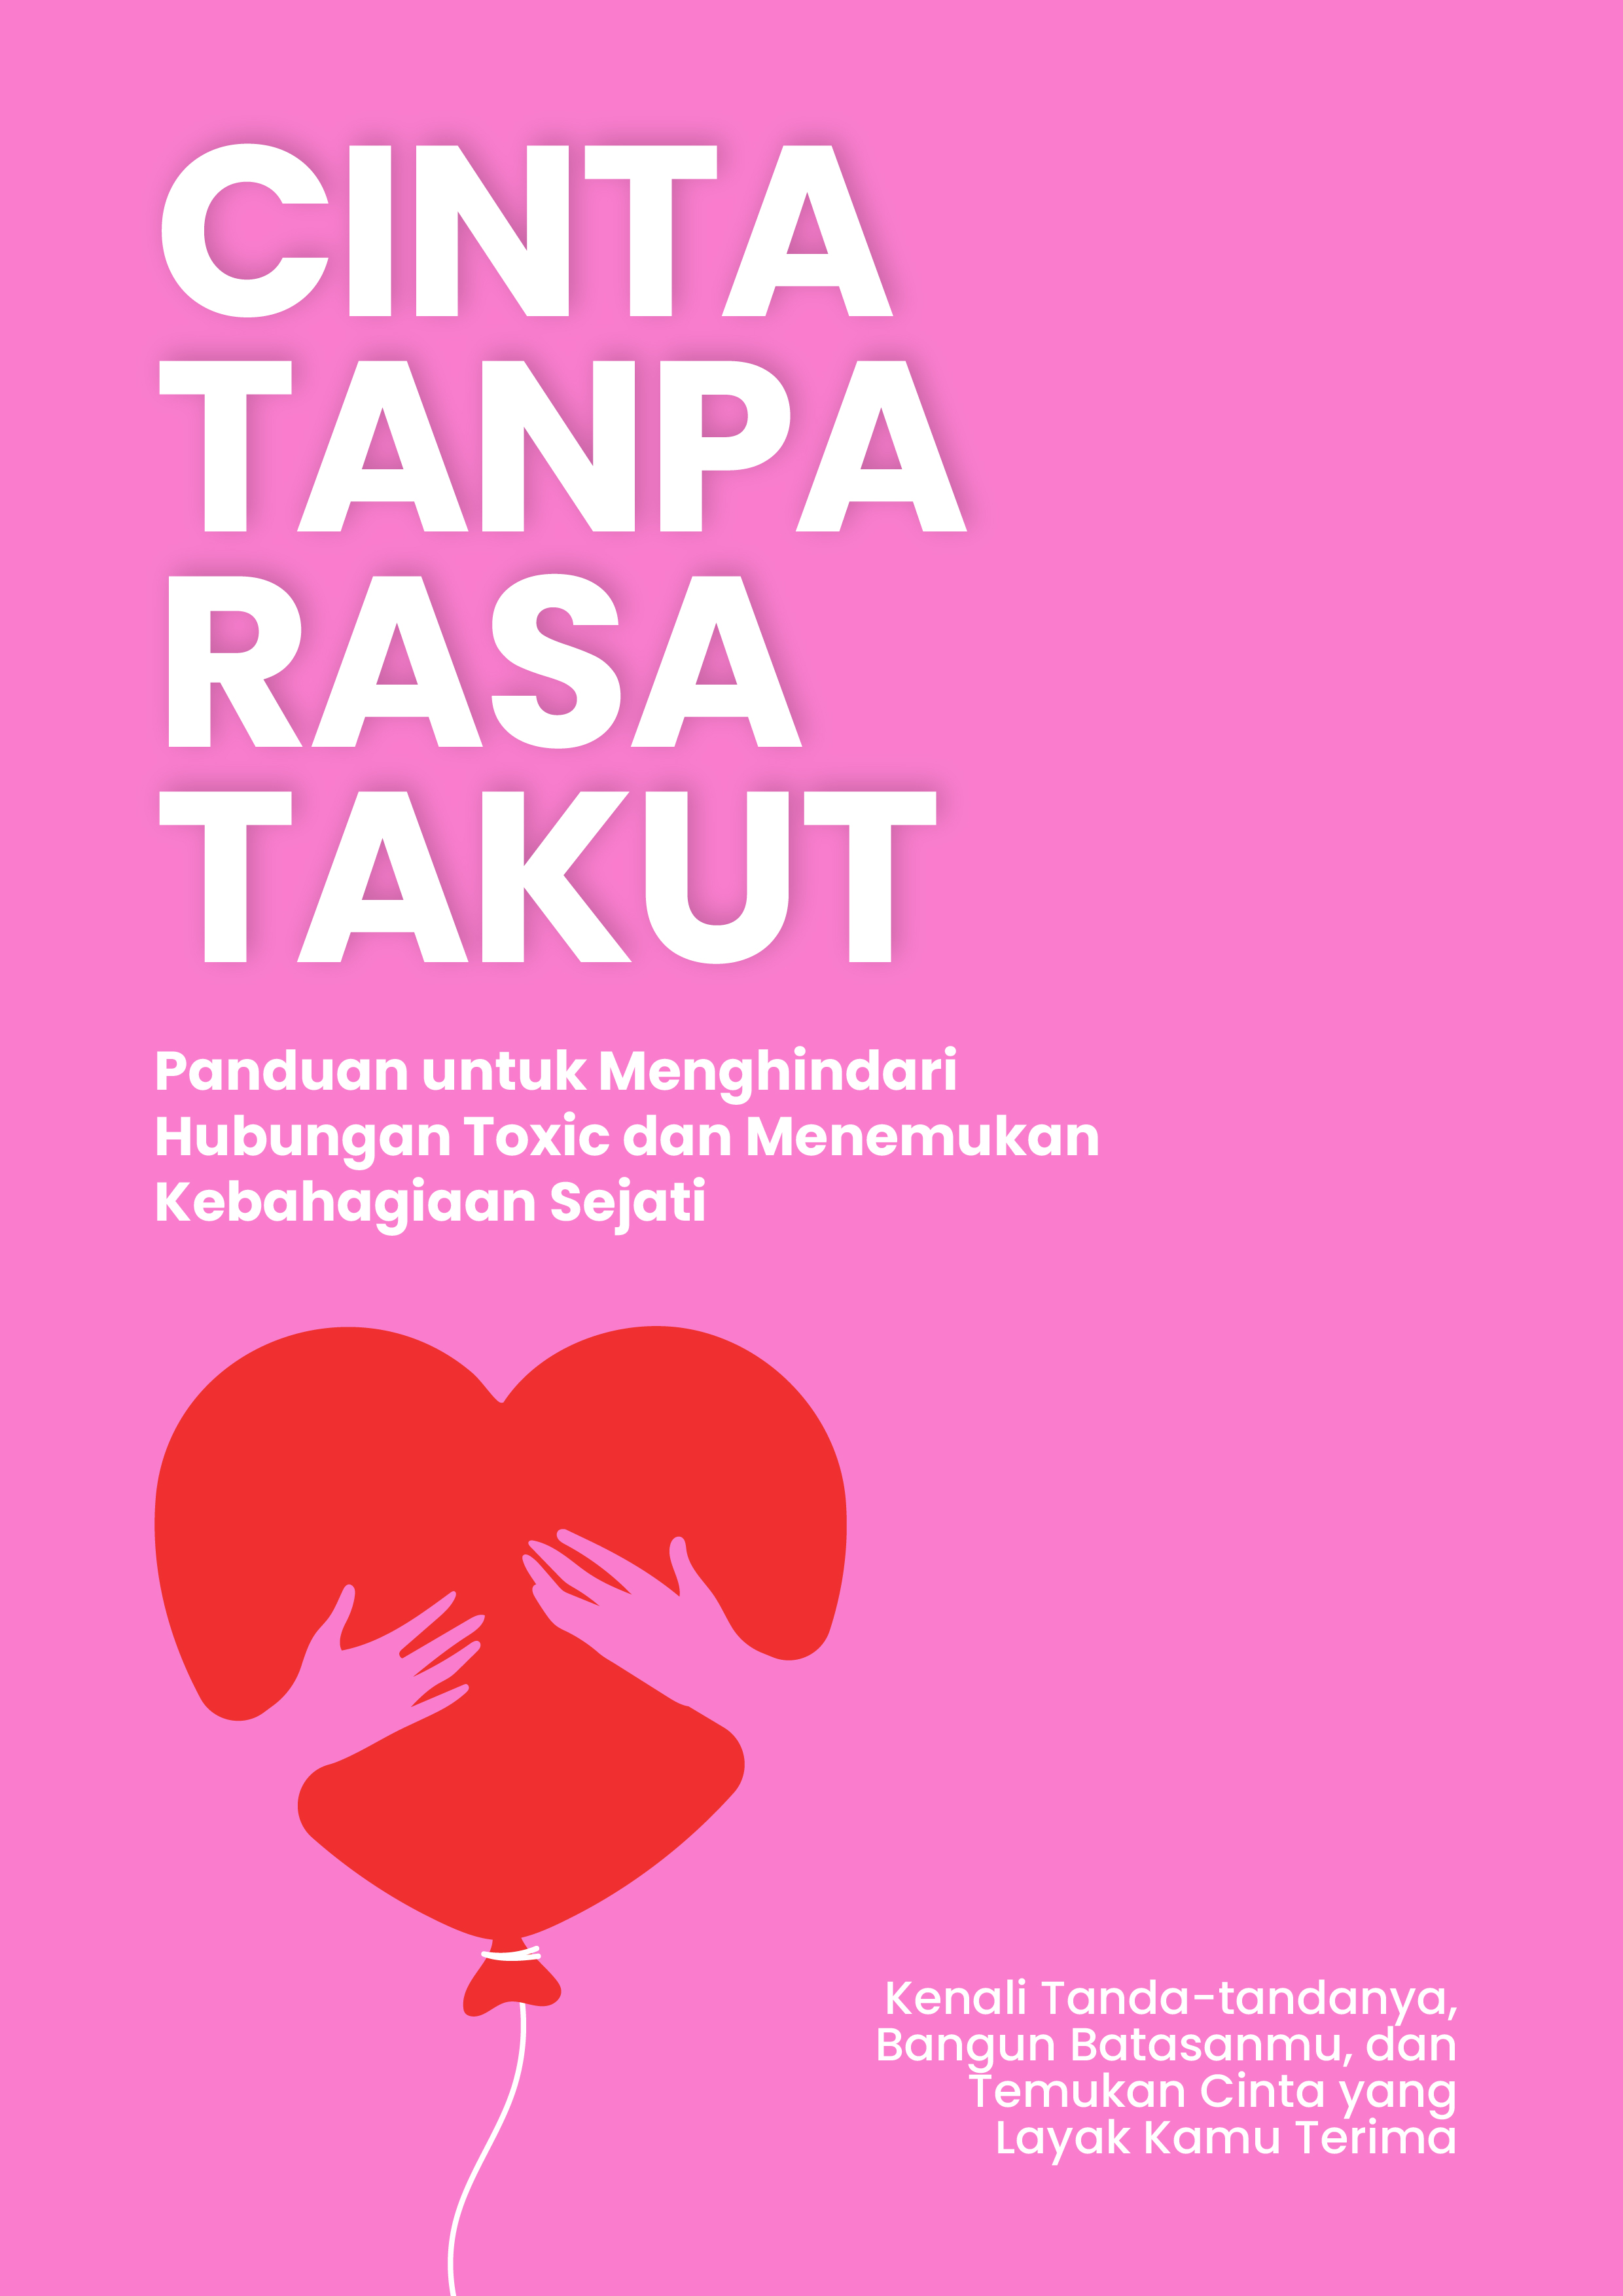 CINTA
TANPA
RASA
TAKUT
Panduan untuk Menghindari
Hubungan Toxic dan Menemukan
Kebahagiaan Sejati
Kenali Tanda-tandanya,
Bangun Batasanmu, dan
Temukan Cinta yang
Layak Kamu Terima